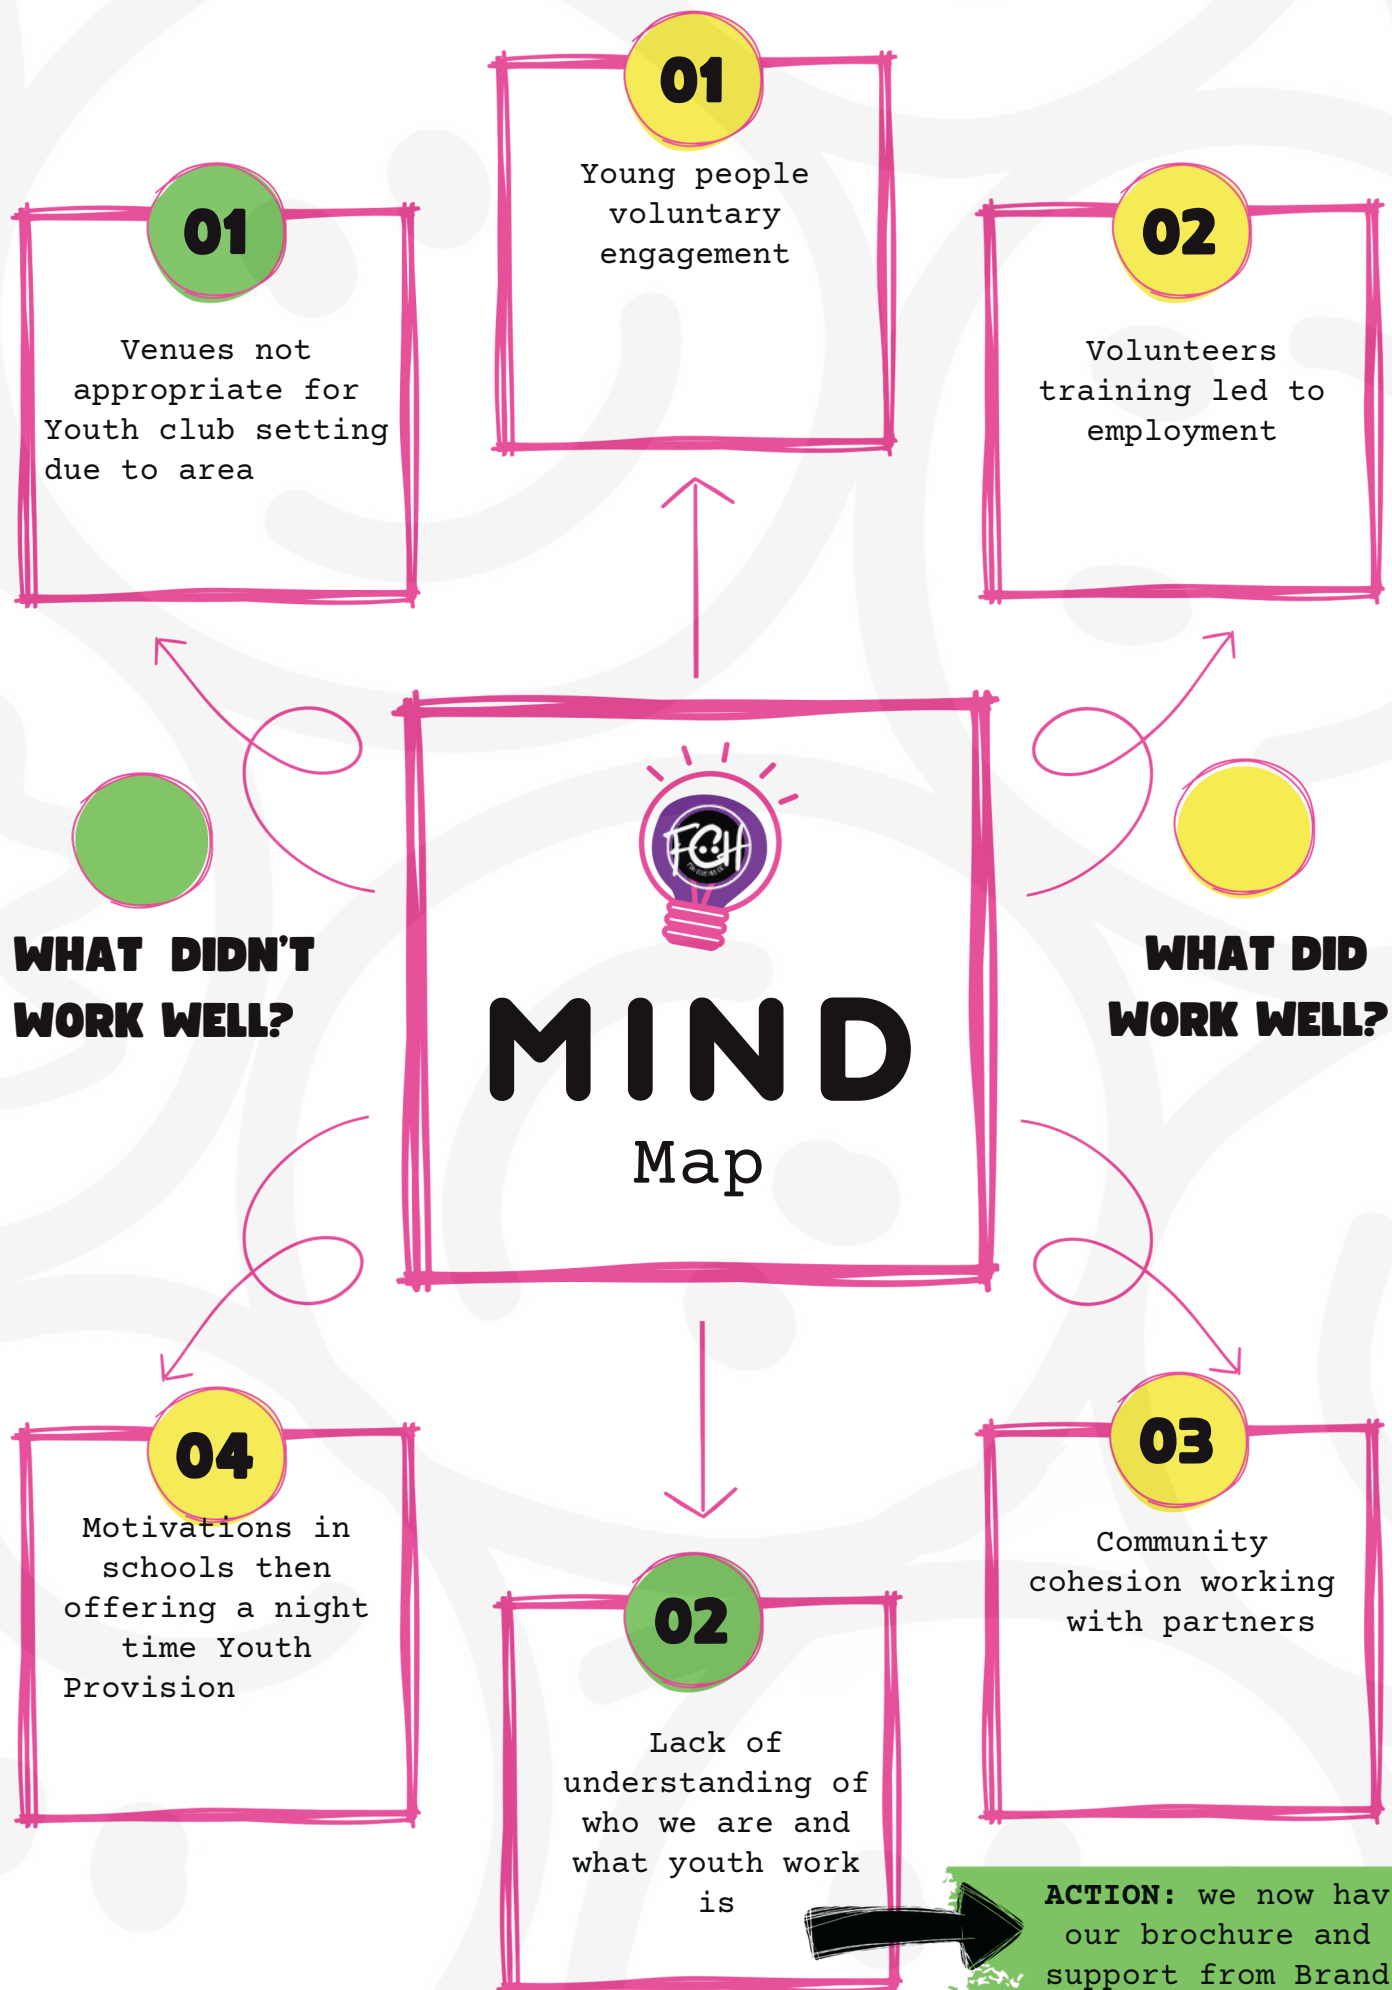 01
Young people
voluntary
engagement
01
Venues not
appropriate for
Youth club setting
due to area
02
Volunteers
training led to
employment
FCH
WHAT DIDN'T
WORK WELL?
MIND
Map
WHAT DID
WORK WELL?
04
Motivations in
schools then
offering a night
time Youth
Provision
03
Community
cohesion working
with partners
02
Lack of
understanding of
who we are and
what youth work
is
ACTION: we now hav
our brochure and
support from Brand